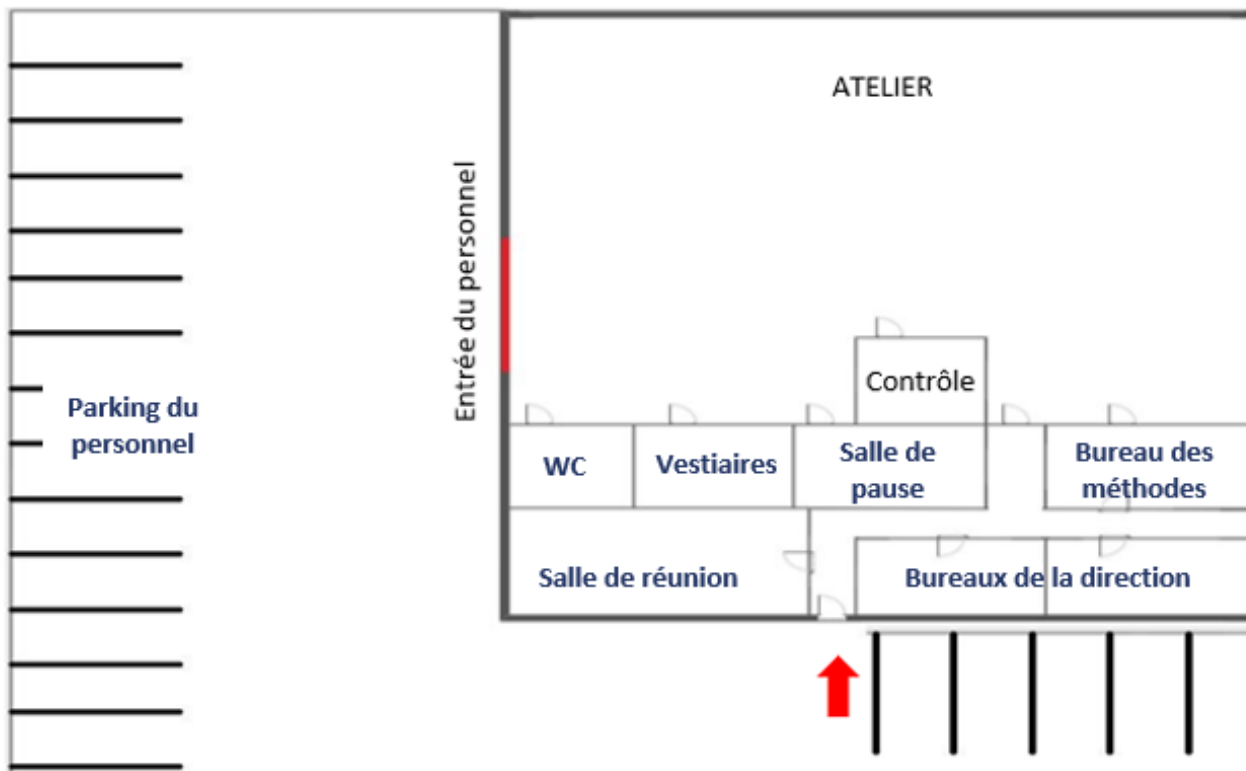 ATELIER
Entrée du personnel
Contrôle
Parking du
personnel
WC
Vestiaires
Salle de
pause
Bureau des
méthodes
Salle de réunion
Bureaux de la direction